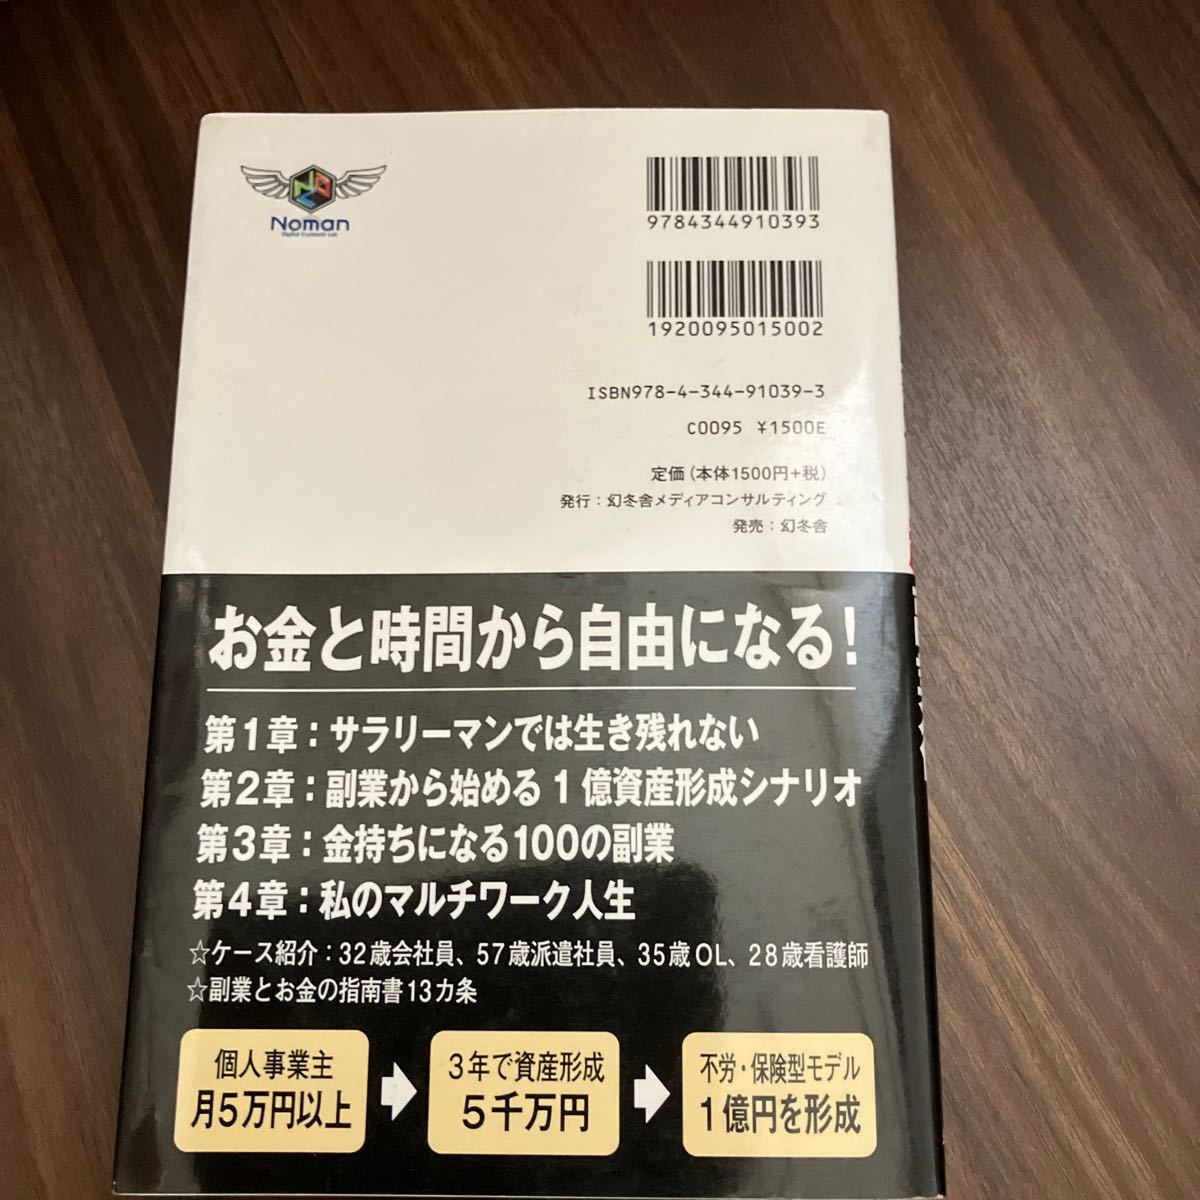 Noman
Digital Contents Lab
9784344910393
1920095015002
ISBN978-4-344-91039-3
C0095 ¥1500E
定価(本体1500円+税)
発行：幻冬舎メディアコンサルティング
発売：幻冬舎
お金と時間から自由になる！
第1章：サラリーマンでは生き残れない
第2章：副業から始める1億資産形成シナリオ
第3章：金持ちになる100の副業
第4章：私のマルチワーク人生
☆ケース紹介：32歳会社員、57歳派遣社員、35歳OL、28歳看護師
☆副業とお金の指南書13カ条
個人事業主
月5万円以上
3年で資産形成
5千万円
不労・保険型モデル
1億円を形成